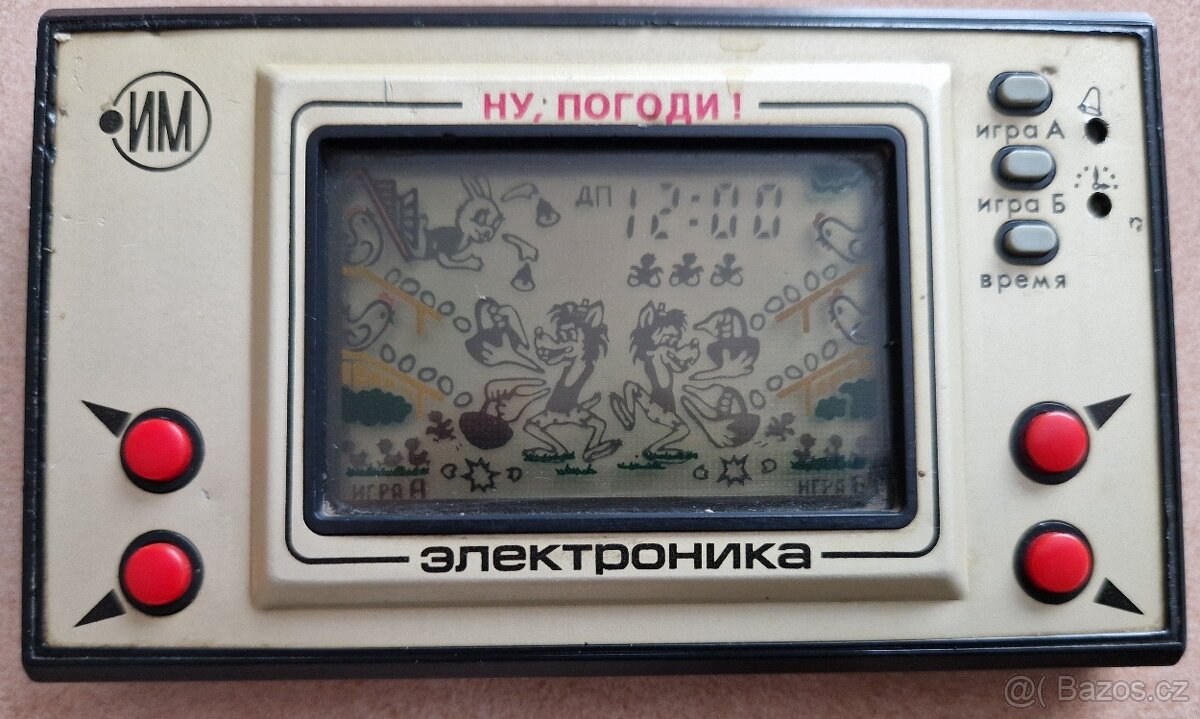 ИМ
НУ, ПОГОДИ !
игра А
игра Б
время
ДП 12:00
ИГРА А
ИГРА Б
электроника
@( Bazos.cz